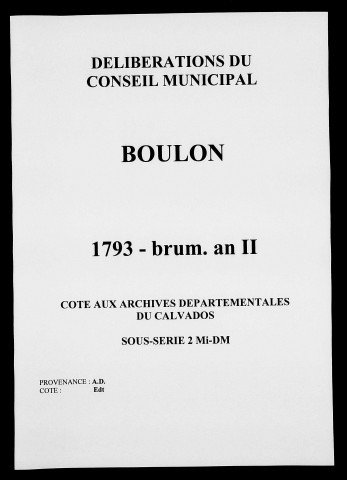 DELIBERATIONS DU
CONSEIL MUNICIPAL
BOULON
1793 - brum. an II
COTE AUX ARCHIVES DEPARTEMENTALES
DU CALVADOS
SOUS-SERIE 2 Mi-DM
PROVENANCE : A.D.
COTE : Edt